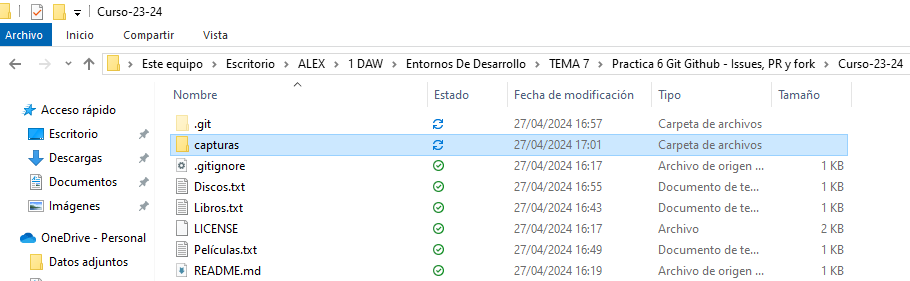 Curso-23-24
Archivo Inicio Compartir Vista
Este equipo Escritorio ALEX 1 DAW Entornos De Desarrollo TEMA 7 Practica 6 Git Github - Issues, PR y fork Curso-23-24
Nombre Estado Fecha de modificación Tipo Tamaño
Acceso rápido
Escritorio
Descargas
Documentos
Imágenes
OneDrive - Personal
Datos adjuntos
.git 27/04/2024 16:57 Carpeta de archivos
capturas 27/04/2024 17:01 Carpeta de archivos
.gitignore 27/04/2024 16:17 Archivo de origen ... 1 KB
Discos.txt 27/04/2024 16:55 Documento de te... 1 KB
Libros.txt 27/04/2024 16:43 Documento de te... 1 KB
LICENSE 27/04/2024 16:17 Archivo 2 KB
Películas.txt 27/04/2024 16:49 Documento de te... 1 KB
README.md 27/04/2024 16:19 Archivo de origen ... 1 KB